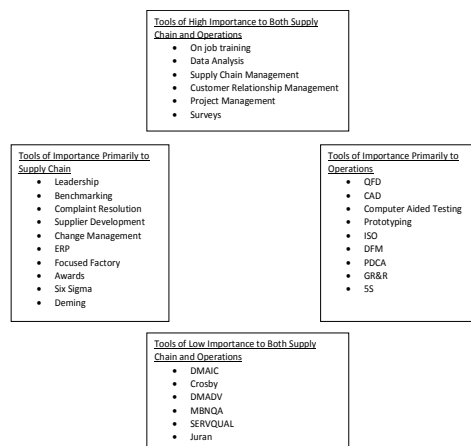 Tools of High Importance to Both Supply
Chain and Operations
• On job training
• Data Analysis
• Supply Chain Management
• Customer Relationship Management
• Project Management
• Surveys
Tools of Importance Primarily to
Supply Chain
• Leadership
• Benchmarking
• Complaint Resolution
• Supplier Development
• Change Management
• ERP
• Focused Factory
• Awards
• Six Sigma
• Deming
Tools of Importance Primarily to
Operations
• QFD
• CAD
• Computer Aided Testing
• Prototyping
• ISO
• DFM
• PDCA
• GR&R
• 5S
Tools of Low Importance to Both Supply
Chain and Operations
• DMAIC
• Crosby
• DMADV
• MBNQA
• SERVQUAL
• Juran